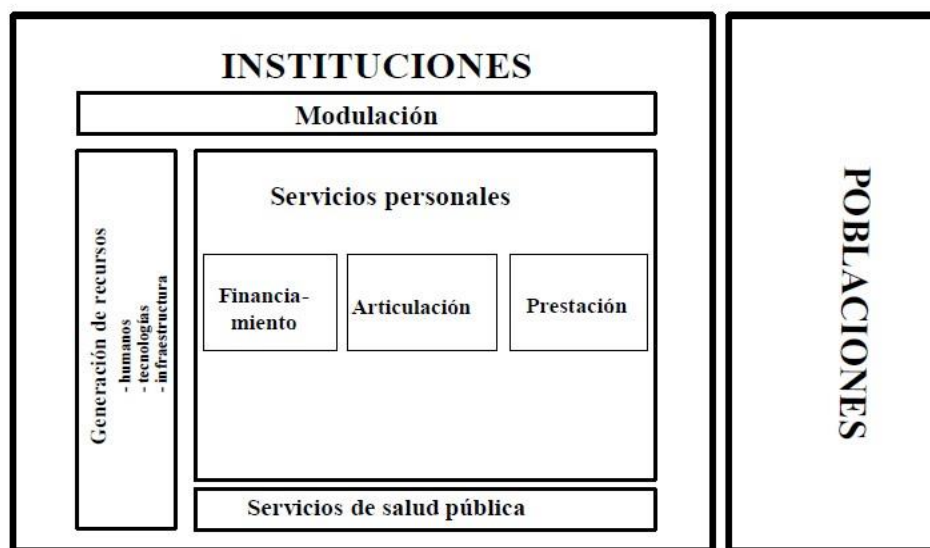 INSTITUCIONES
Modulación
Generación de recursos
- humanos
- tecnologías
- infraestructura
Servicios personales
Financia-
miento
Articulación
Prestación
Servicios de salud pública
POBLACIONES